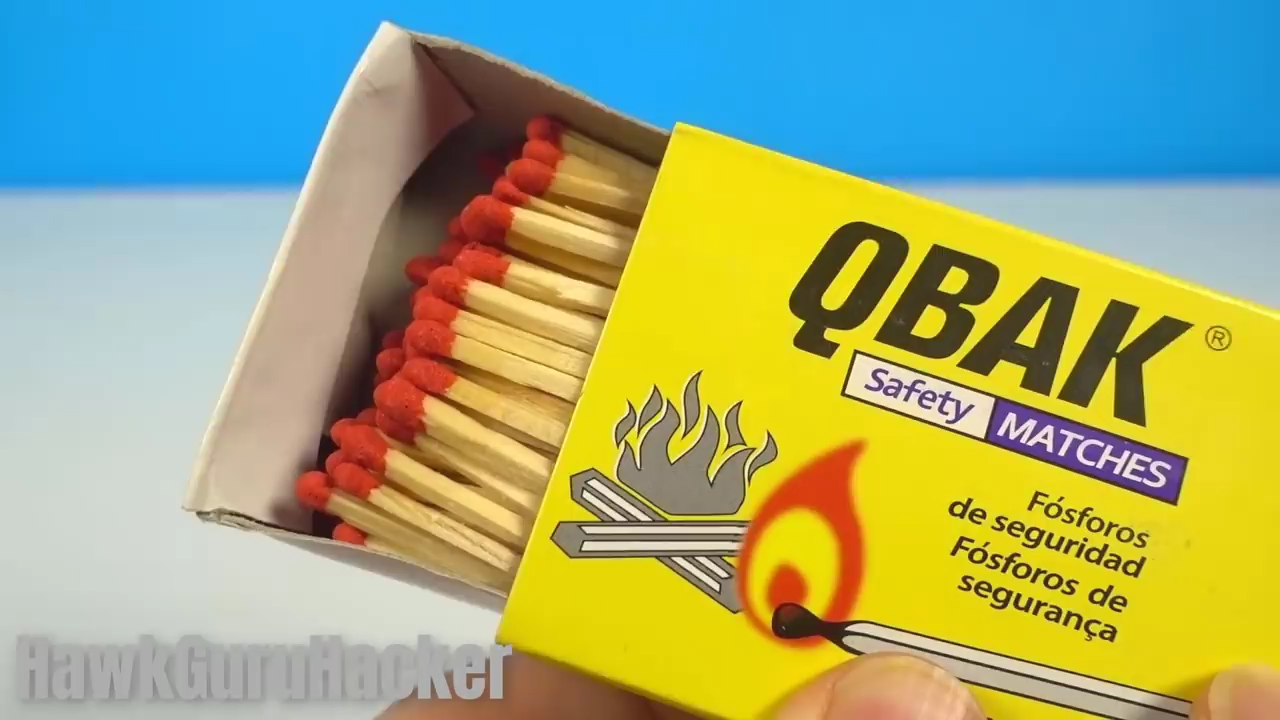 QBAK®
Safety MATCHES
Fósforos
de seguridad
Fósforos de
segurança
HawkGuruHacker